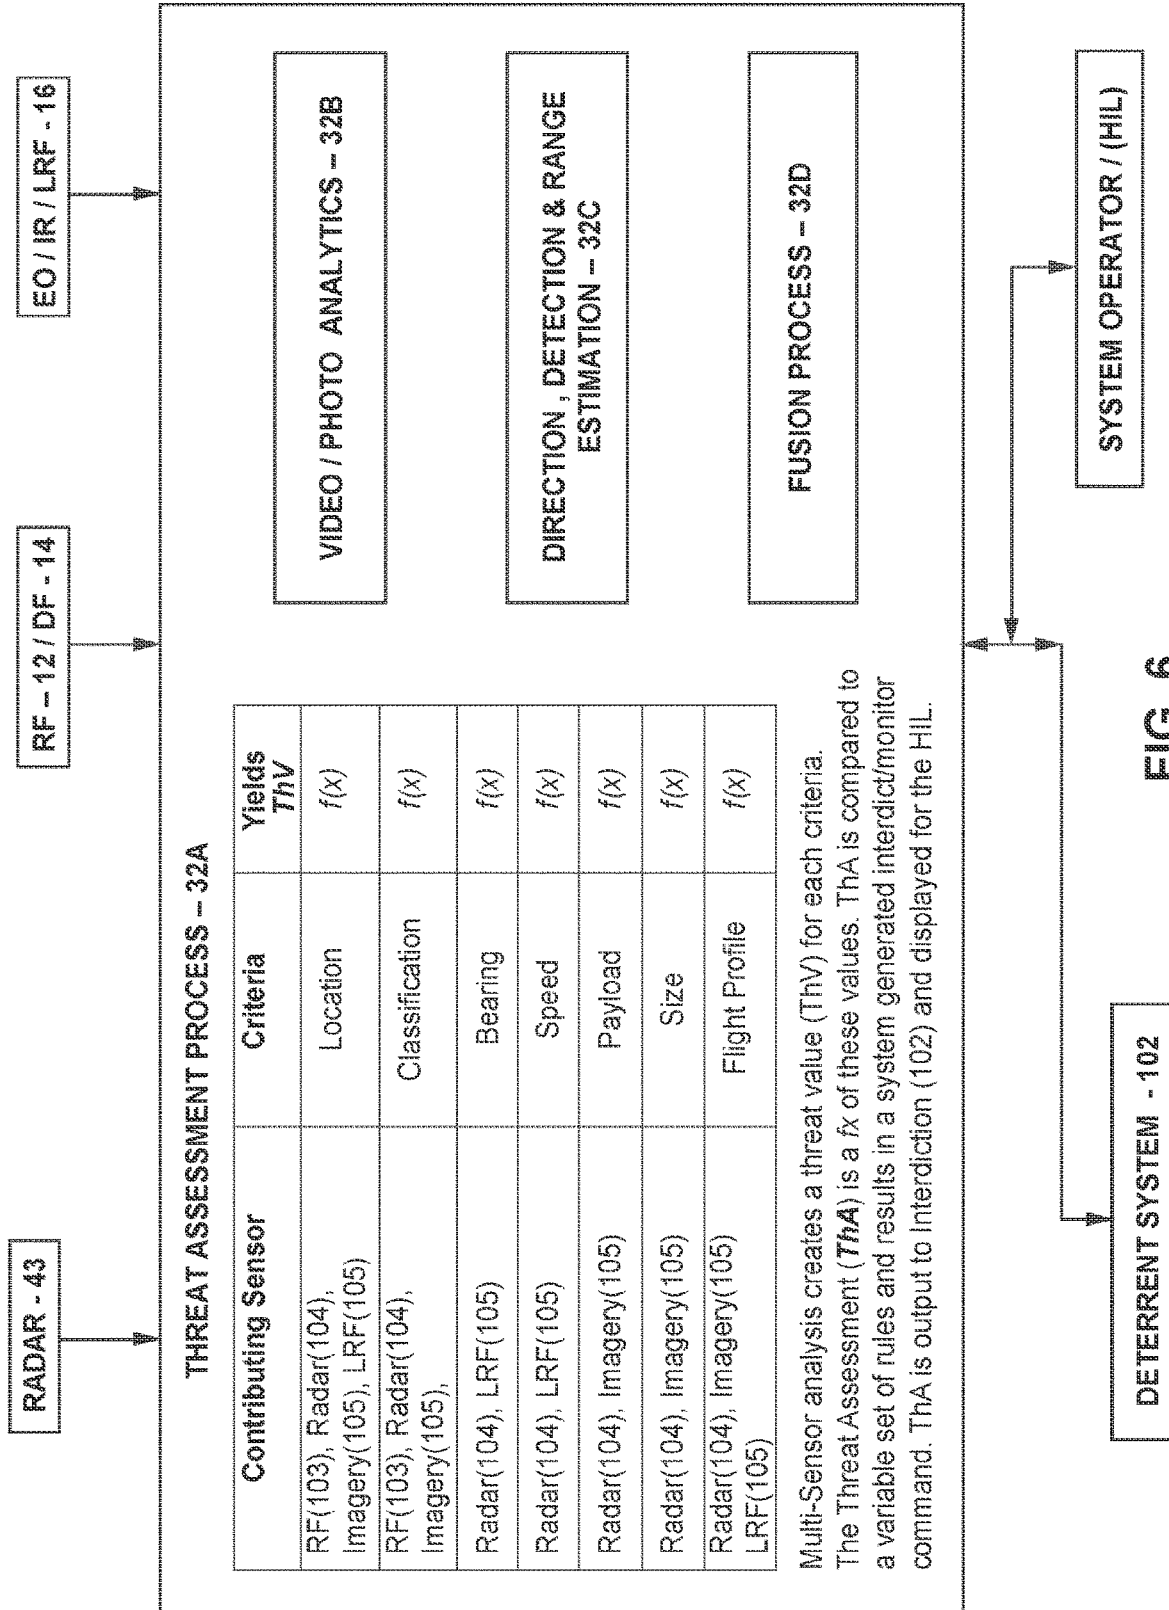 RADAR - 43
RF – 12 / DF - 14
EO / IR / LRF - 16
THREAT ASSESSMENT PROCESS – 32A
Contributing Sensor Criteria Yields
ThV
RF(103), Radar(104),
Imagery(105), LRF(105) Location f(x)
RF(103), Radar(104),
Imagery(105), Classification f(x)
Radar(104), LRF(105) Bearing f(x)
Radar(104), LRF(105) Speed f(x)
Radar(104), Imagery(105) Payload f(x)
Radar(104), Imagery(105) Size f(x)
Radar(104), Imagery(105)
LRF(105) Flight Profile f(x)
Multi-Sensor analysis creates a threat value (ThV) for each criteria.
The Threat Assessment (ThA) is a fx of these values. ThA is compared to
a variable set of rules and results in a system generated interdict/monitor
command. ThA is output to Interdiction (102) and displayed for the HIL.
VIDEO / PHOTO ANALYTICS – 32B
DIRECTION , DETECTION & RANGE
ESTIMATION – 32C
FUSION PROCESS – 32D
DETERRENT SYSTEM - 102
SYSTEM OPERATOR / (HIL)
FIG. 6